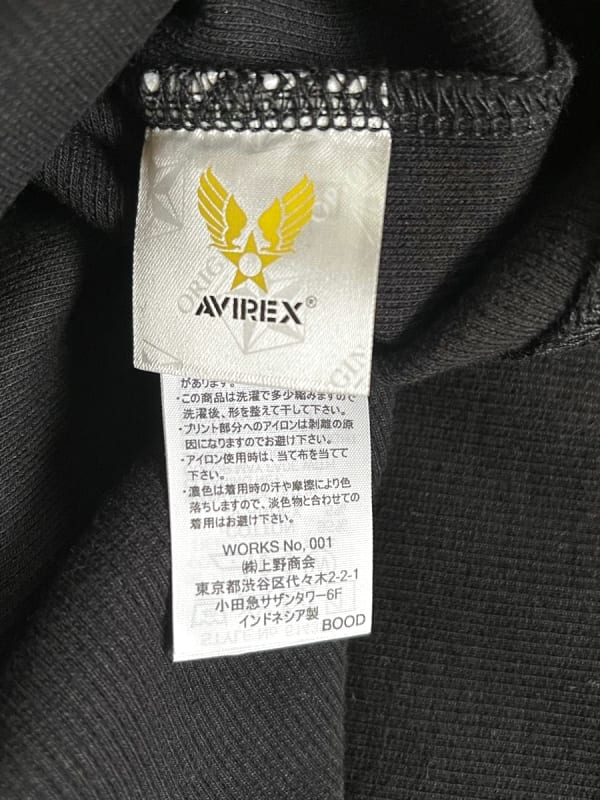 ORIGIN
AVIREX®
ORIGIN
ORIGIN
があります。
・この商品は洗濯で多少縮みますので
洗濯後、形を整えて干して下さい。
・プリント部分へのアイロンは剥離の原
因になりますのでお避け下さい。
・アイロン使用時は、当て布を当てて
下さい。
・濃色は着用時の汗や摩擦により色
落ちしますので、淡色物と合わせての
着用はお避け下さい。
WORKS No, 001
㈱上野商会
東京都渋谷区代々木2-2-1
小田急サザンタワー6F
インドネシア製
BOOD